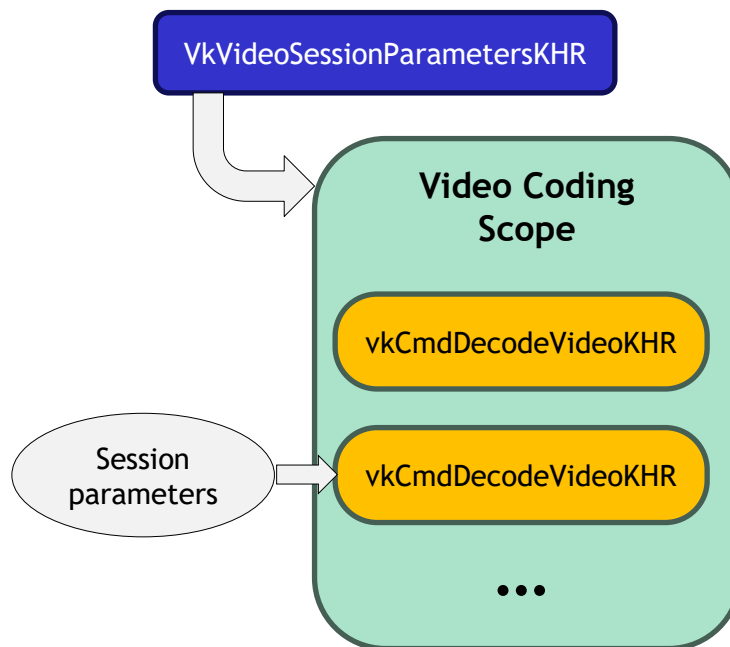 VkVideoSessionParametersKHR
Video Coding
Scope
vkCmdDecodeVideoKHR
Session
parameters
vkCmdDecodeVideoKHR
...